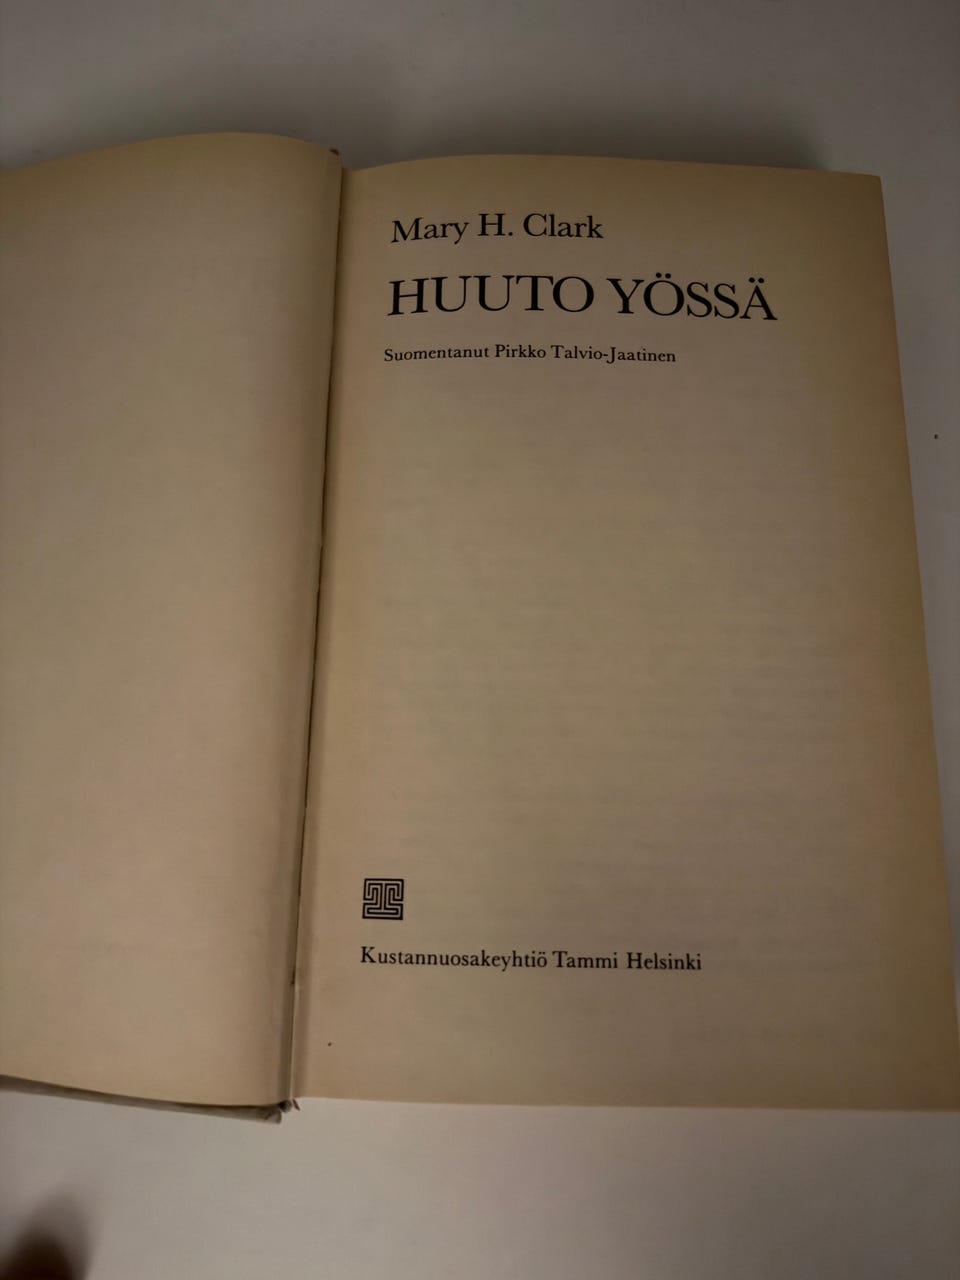 Mary H. Clark
HUUTO YÖSSÄ
Suomentanut Pirkko Talvio-Jaatinen
Kustannuosakeyhtiö Tammi Helsinki